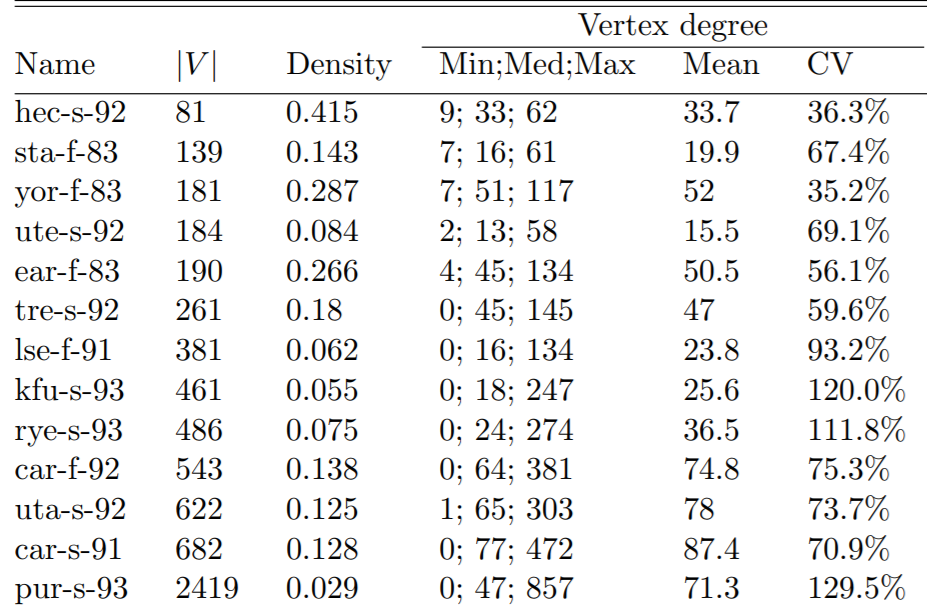 Vertex degree
Name |V| Density Min;Med;Max Mean CV
hec-s-92 81 0.415 9; 33; 62 33.7 36.3%
sta-f-83 139 0.143 7; 16; 61 19.9 67.4%
yor-f-83 181 0.287 7; 51; 117 52 35.2%
ute-s-92 184 0.084 2; 13; 58 15.5 69.1%
ear-f-83 190 0.266 4; 45; 134 50.5 56.1%
tre-s-92 261 0.18 0; 45; 145 47 59.6%
lse-f-91 381 0.062 0; 16; 134 23.8 93.2%
kfu-s-93 461 0.055 0; 18; 247 25.6 120.0%
rye-s-93 486 0.075 0; 24; 274 36.5 111.8%
car-f-92 543 0.138 0; 64; 381 74.8 75.3%
uta-s-92 622 0.125 1; 65; 303 78 73.7%
car-s-91 682 0.128 0; 77; 472 87.4 70.9%
pur-s-93 2419 0.029 0; 47; 857 71.3 129.5%